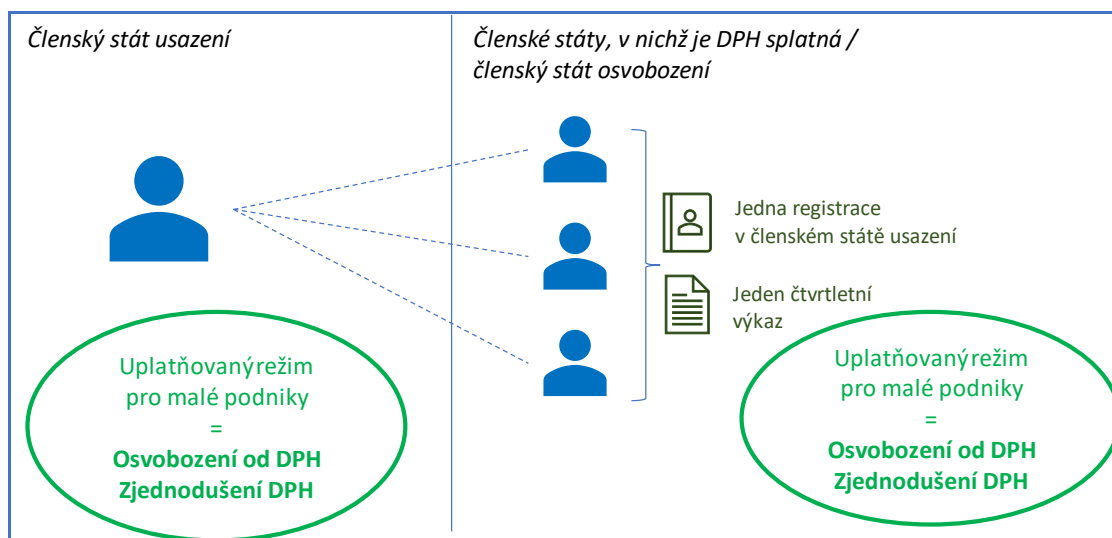 Členský stát usazení
Členské státy, v nichž je DPH splatná /
členský stát osvobození
Jedna registrace
v členském státě usazení
Jeden čtvrtletní
výkaz
Uplatňovanýrežim
pro malé podniky
=
Osvobození od DPH
Zjednodušení DPH
Uplatňovanýrežim
pro malé podniky
=
Osvobození od DPH
Zjednodušení DPH